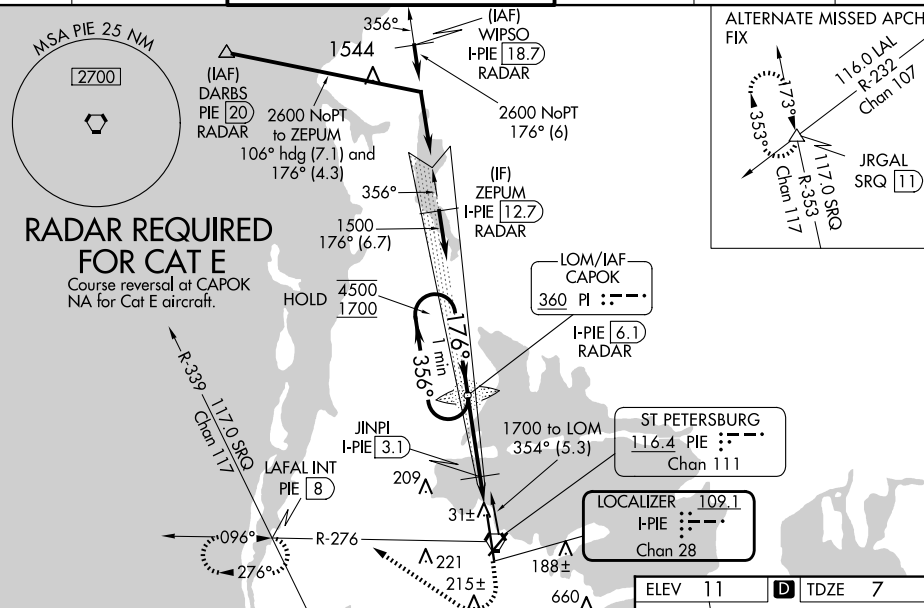 MSA PIE 25 NM
2700
(IAF)
DARBS
PIE 20
RADAR
1544
2600 NoPT
to ZEPUM
106° hdg (7.1) and
176° (4.3)
356°
(IAF)
WIPSO
I-PIE 18.7
RADAR
2600 NoPT
176° (6)
ALTERNATE MISSED APCH
FIX
116.0 LAL
R-232
Chan 107
173°
353°
JRGAL
SRQ 11
117.0 SRQ
R-353
Chan 117
RADAR REQUIRED
FOR CAT E
Course reversal at CAPOK
NA for Cat E aircraft.
356°
(IF)
ZEPUM
I-PIE 12.7
RADAR
1500
176° (6.7)
HOLD 4500
1700
176°
1 min
356°
LOM/IAF
CAPOK
360 PI
I-PIE 6.1
RADAR
R-339
117.0 SRQ
Chan 117
JINPI
I-PIE 3.1
1700 to LOM
354° (5.3)
ST PETERSBURG
116.4 PIE
Chan 111
LAFAL INT
PIE 8
209
31±
LOCALIZER 109.1
I-PIE
Chan 28
096°
R-276
276°
221
215±
188±
660
ELEV 11 D TDZE 7